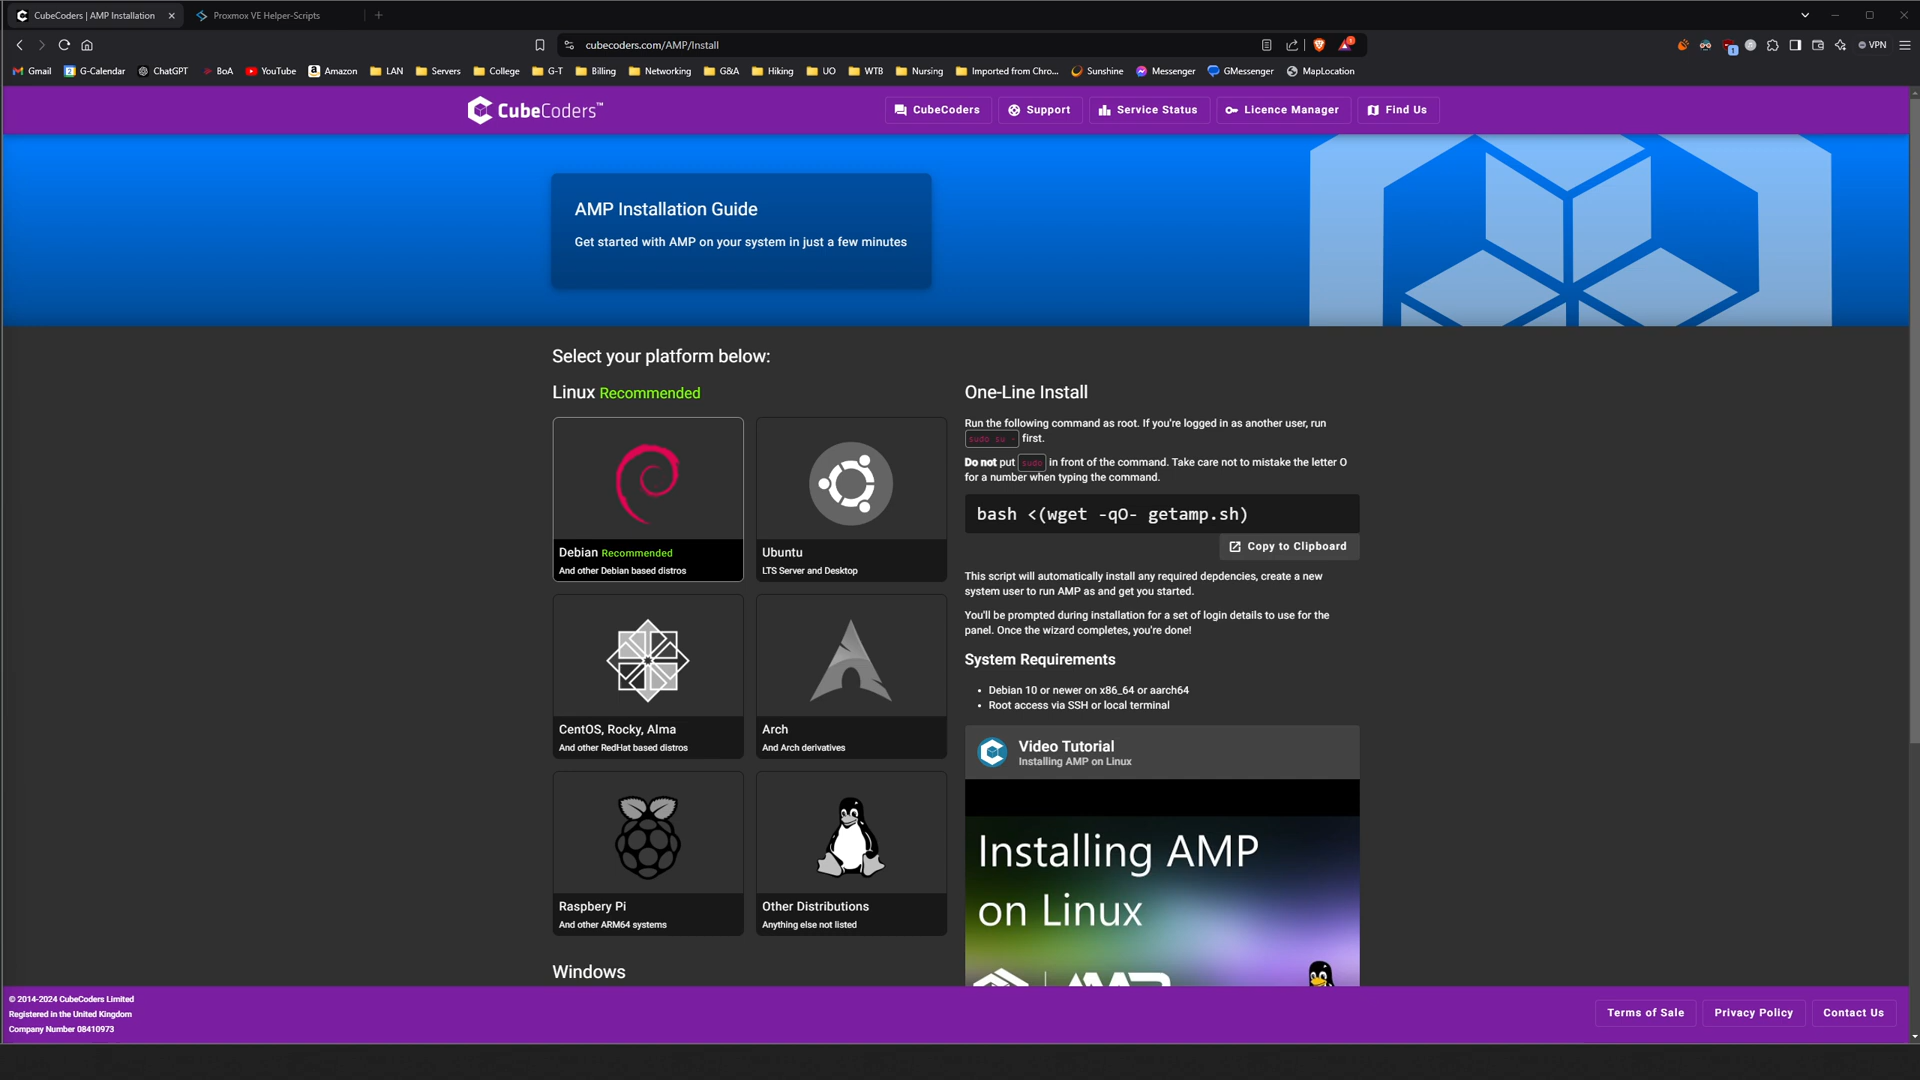 CubeCoders | AMP Installation
Proxmox VE Helper-Scripts
cubecoders.com/AMP/Install
1
1
VPN
Gmail
G-Calendar
ChatGPT
BoA
YouTube
Amazon
LAN
Servers
College
G-T
Billing
Networking
G&A
Hiking
UO
WTB
Nursing
Imported from Chro...
Sunshine
Messenger
GMessenger
MapLocation
CubeCoders™
CubeCoders
Support
Service Status
Licence Manager
Find Us
AMP Installation Guide
Get started with AMP on your system in just a few minutes
Select your platform below:
Linux Recommended
Debian Recommended
And other Debian based distros
Ubuntu
LTS Server and Desktop
CentOS, Rocky, Alma
And other RedHat based distros
Arch
And Arch derivatives
Raspbery Pi
And other ARM64 systems
Other Distributions
Anything else not listed
Windows
One-Line Install
Run the following command as root. If you're logged in as another user, run
sudo su - first.
Do not put sudo in front of the command. Take care not to mistake the letter O
for a number when typing the command.
bash <(wget -qO- getamp.sh)
Copy to Clipboard
This script will automatically install any required depdencies, create a new
system user to run AMP as and get you started.
You'll be prompted during installation for a set of login details to use for the
panel. Once the wizard completes, you're done!
System Requirements
• Debian 10 or newer on x86_64 or aarch64
• Root access via SSH or local terminal
Video Tutorial
Installing AMP on Linux
Installing AMP
on Linux
AMP
© 2014-2024 CubeCoders Limited
Registered in the United Kingdom
Company Number 08410973
Terms of Sale
Privacy Policy
Contact Us